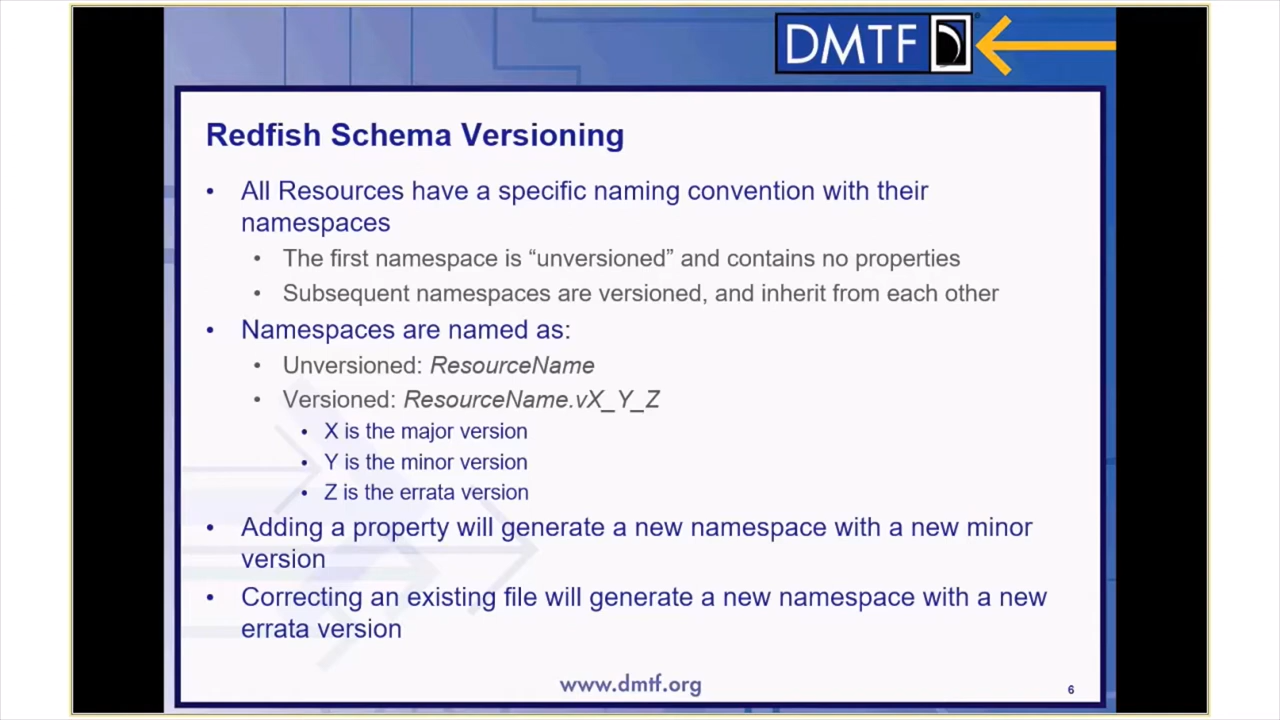 DMTF
Redfish Schema Versioning
• All Resources have a specific naming convention with their
namespaces
• The first namespace is “unversioned” and contains no properties
• Subsequent namespaces are versioned, and inherit from each other
• Namespaces are named as:
• Unversioned: ResourceName
• Versioned: ResourceName.vX_Y_Z
• X is the major version
• Y is the minor version
• Z is the errata version
• Adding a property will generate a new namespace with a new minor
version
• Correcting an existing file will generate a new namespace with a new
errata version
www.dmtf.org
6